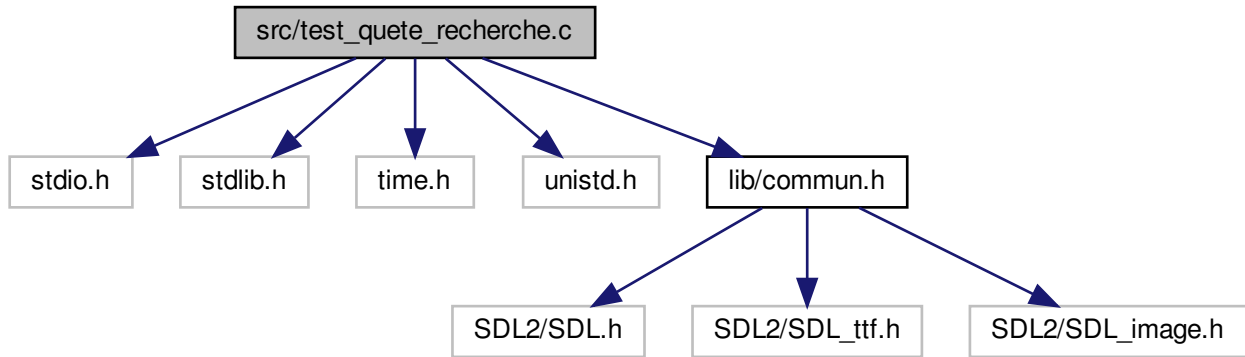 src/test_quete_recherche.c
stdio.h
stdlib.h
time.h
unistd.h
lib/commun.h
SDL2/SDL.h
SDL2/SDL_ttf.h
SDL2/SDL_image.h